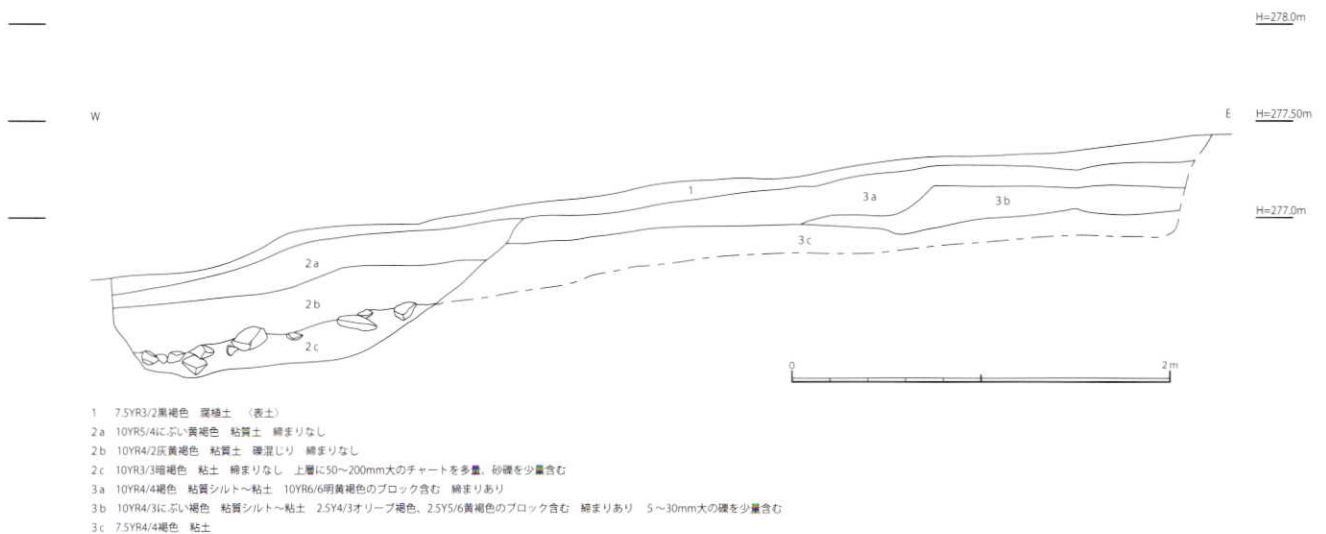 H=278.0m
W
E
H=277.50m
1
3a
3b
H=277.0m
3c
2a
2b
2c
0
2m
1 7.5YR3/2黒褐色 腐植土 〈表土〉
2a 10YR5/4にぶい黄褐色 粘質土 締まりなし
2b 10YR4/2灰黄褐色 粘質土 礫混じり 締まりなし
2c 10YR3/3暗褐色 粘土 締まりなし 上層に50～200mm大のチャートを多量、砂礫を少量含む
3a 10YR4/4褐色 粘質シルト～粘土 10YR6/6明黄褐色のブロック含む 締まりあり
3b 10YR4/3にぶい褐色 粘質シルト～粘土 2.5Y4/3オリーブ褐色、2.5Y5/6黄褐色のブロック含む 締まりあり 5～30mm大の礫を少量含む
3c 7.5YR4/4褐色 粘土